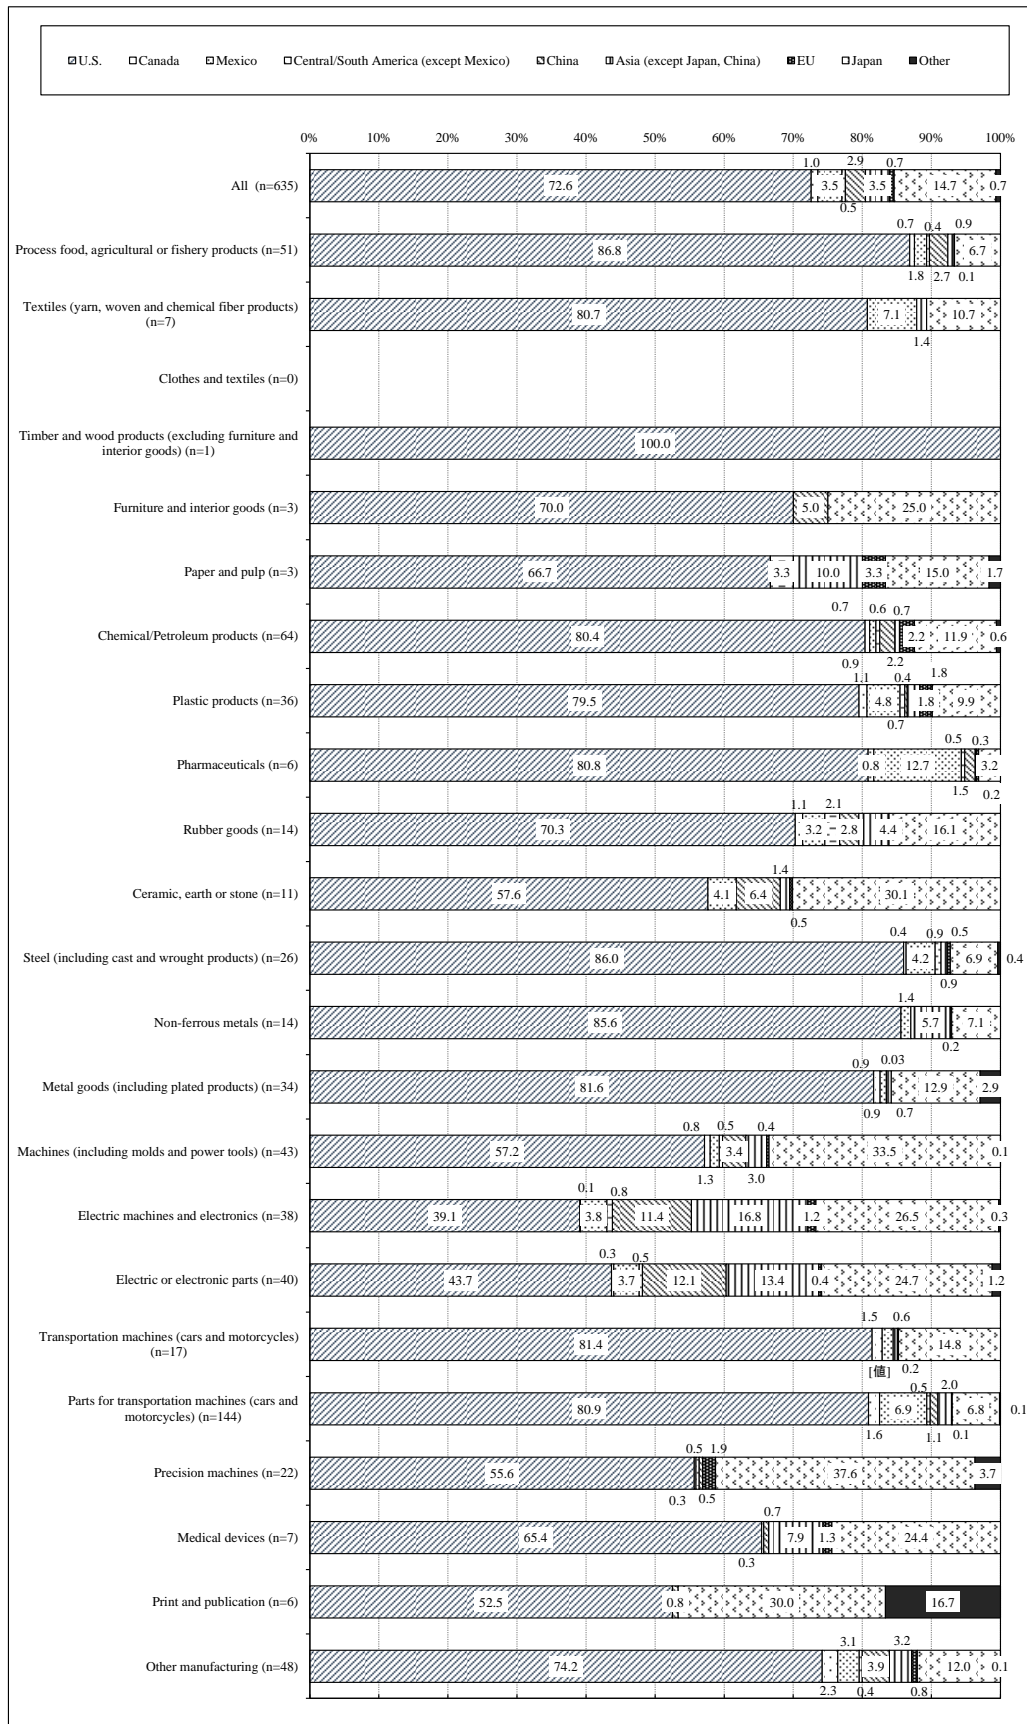 U.S. Canada Mexico Central/South America (except Mexico) China Asia (except Japan, China) EU Japan Other
0% 10% 20% 30% 40% 50% 60% 70% 80% 90% 100%
1.0 2.9 0.7
All (n=635) 72.6 3.5 3.5 14.7 0.7
0.5
0.7 0.4 0.9
Process food, agricultural or fishery products (n=51) 86.8 6.7
1.8 2.7 0.1
Textiles (yarn, woven and chemical fiber products)
(n=7) 80.7 7.1 10.7
1.4
Clothes and textiles (n=0)
Timber and wood products (excluding furniture and
interior goods) (n=1) 100.0
Furniture and interior goods (n=3) 70.0 5.0 25.0
Paper and pulp (n=3) 66.7 3.3 10.0 3.3 15.0 1.7
0.7 0.6 0.7
Chemical/Petroleum products (n=64) 80.4 2.2 11.9 0.6
0.9 2.2
1.1 0.4 1.8
Plastic products (n=36) 79.5 4.8 1.8 9.9
0.7
0.5 0.3
Pharmaceuticals (n=6) 80.8 0.8 12.7 3.2
1.5 0.2
1.1 2.1
Rubber goods (n=14) 70.3 3.2 2.8 4.4 16.1
1.4
Ceramic, earth or stone (n=11) 57.6 4.1 6.4 30.1
0.5
0.4 0.9 0.5
Steel (including cast and wrought products) (n=26) 86.0 4.2 6.9 0.4
0.9
1.4
Non-ferrous metals (n=14) 85.6 5.7 7.1
0.2
0.9 0.03
Metal goods (including plated products) (n=34) 81.6 12.9 2.9
0.9 0.7
0.8 0.5 0.4
Machines (including molds and power tools) (n=43) 57.2 3.4 33.5 0.1
1.3 3.0
0.1 0.8
Electric machines and electronics (n=38) 39.1 3.8 11.4 16.8 1.2 26.5 0.3
0.3 0.5
Electric or electronic parts (n=40) 43.7 3.7 12.1 13.4 0.4 24.7 1.2
1.5 0.6
Transportation machines (cars and motorcycles)
(n=17) 81.4 14.8
[値] 0.2
0.5 2.0
Parts for transportation machines (cars and
motorcycles) (n=144) 80.9 6.9 6.8 0.1
1.6 1.1 0.1
0.5 1.9
Precision machines (n=22) 55.6 37.6 3.7
0.3 0.5
0.7
Medical devices (n=7) 65.4 7.9 1.3 24.4
0.3
Print and publication (n=6) 52.5 0.8 30.0 16.7
3.1 3.2
Other manufacturing (n=48) 74.2 3.9 12.0 0.1
2.3 0.4 0.8